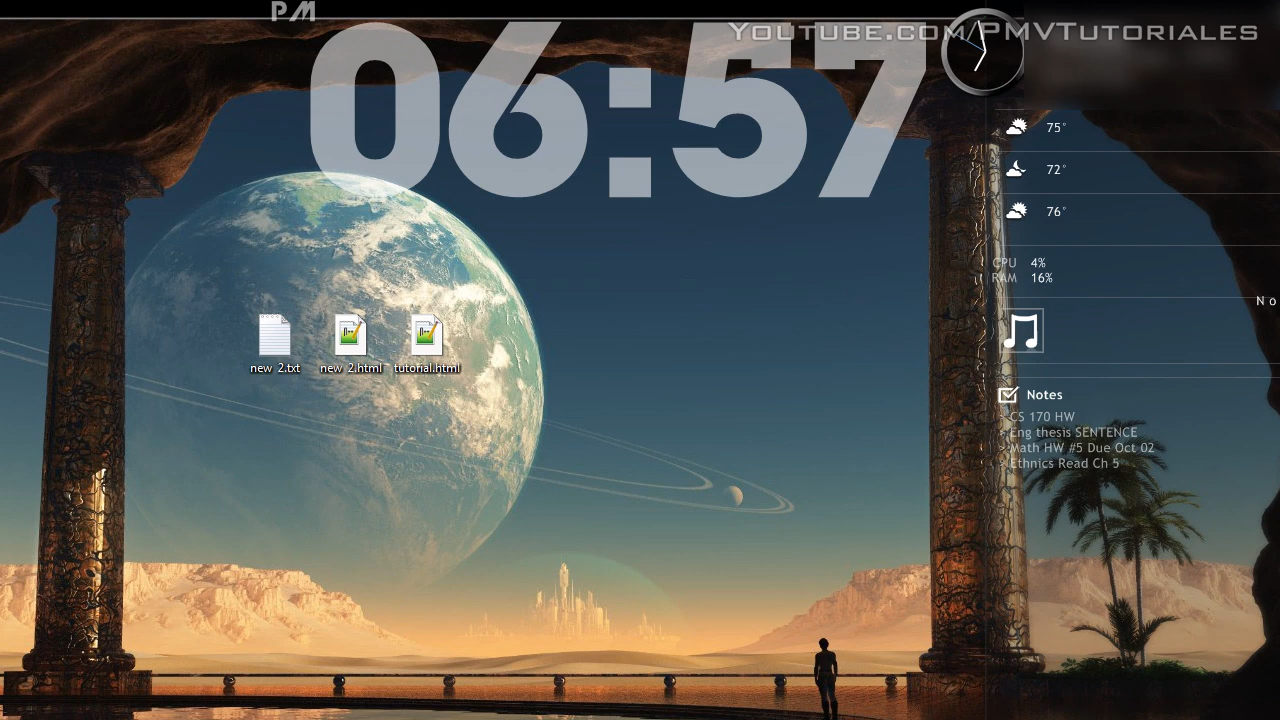 PM
YouTube.com/PMVTutoriales
06:57
75°
72°
76°
CPU 4%
RAM 16%
No
new 2.txt new 2.html tutorial.html
Notes
> CS 170 HW
> Eng thesis SENTENCE
> Math HW #5 Due Oct 02
> Ethnics Read Ch 5